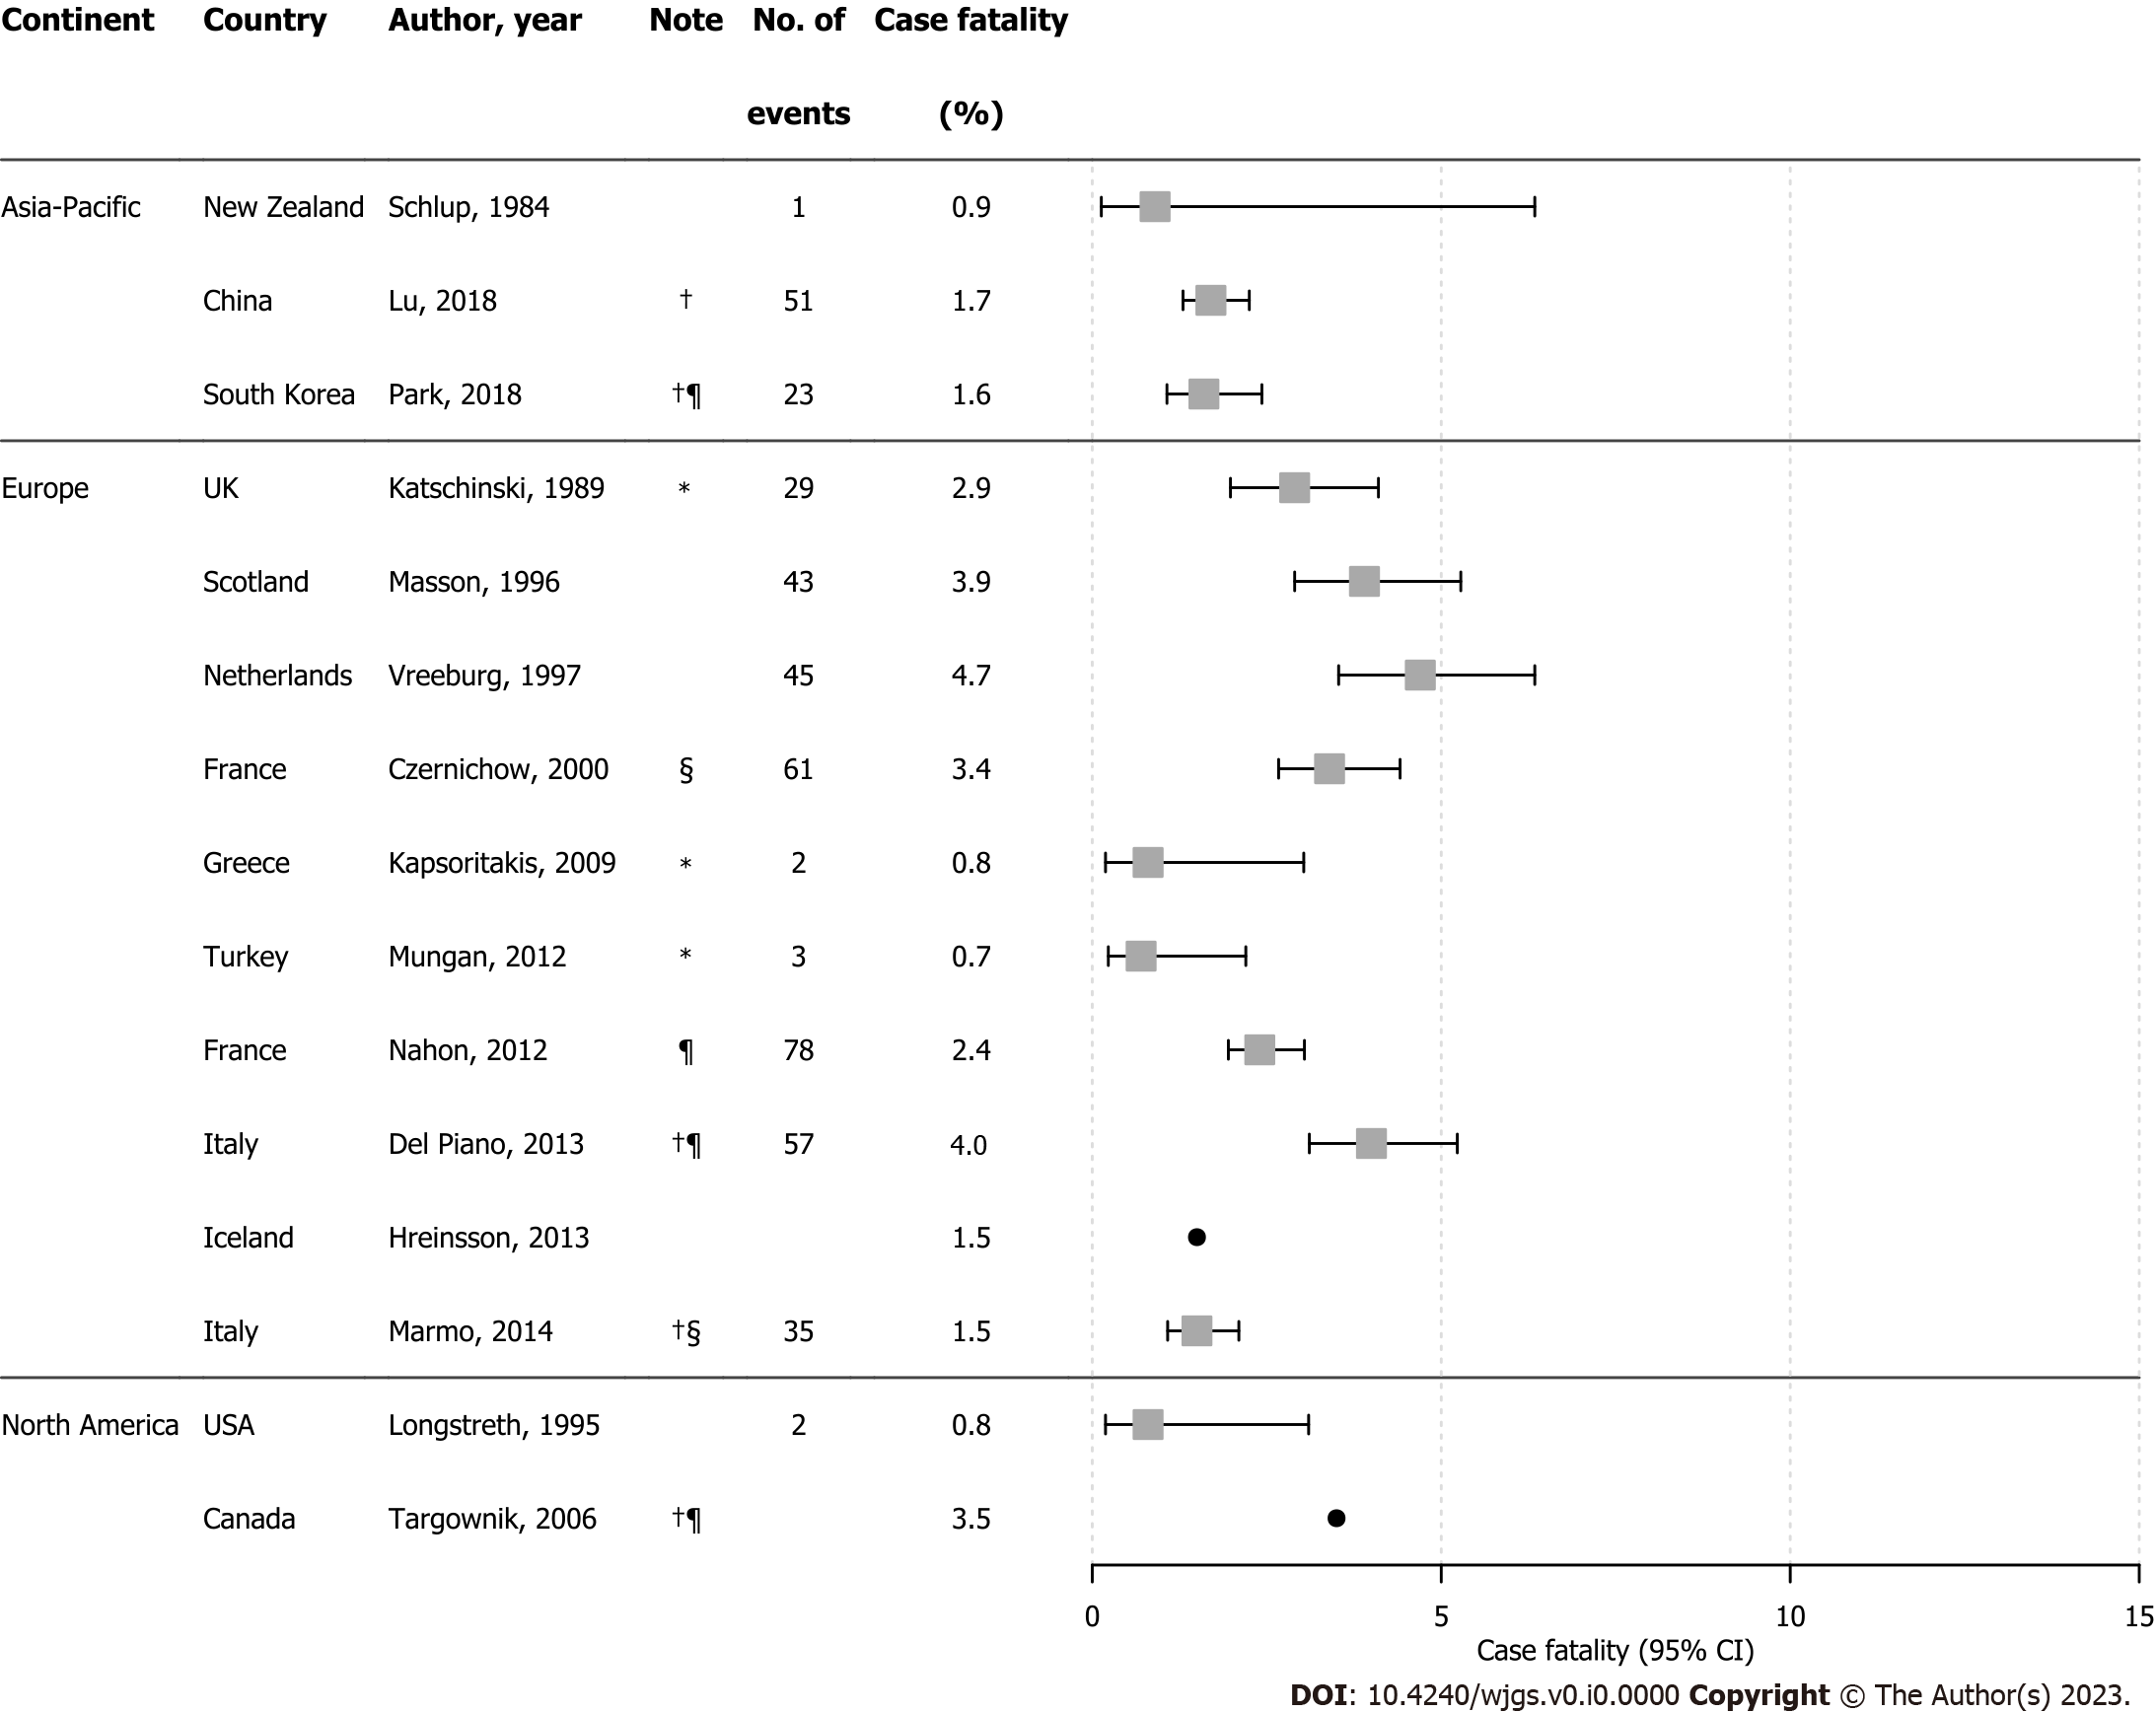 Continent Country Author, year Note No. of Case fatality
events (%)
Asia-Pacific New Zealand Schlup, 1984 1 0.9
China Lu, 2018 † 51 1.7
South Korea Park, 2018 †¶ 23 1.6
Europe UK Katschinski, 1989 * 29 2.9
Scotland Masson, 1996 43 3.9
Netherlands Vreeburg, 1997 45 4.7
France Czernichow, 2000 § 61 3.4
Greece Kapsoritakis, 2009 * 2 0.8
Turkey Mungan, 2012 * 3 0.7
France Nahon, 2012 ¶ 78 2.4
Italy Del Piano, 2013 †¶ 57 4.0
Iceland Hreinsson, 2013 1.5
Italy Marmo, 2014 †§ 35 1.5
North America USA Longstreth, 1995 2 0.8
Canada Targownik, 2006 †¶ 3.5
0 5 10 15
Case fatality (95% CI)
DOI: 10.4240/wjgs.v0.i0.0000 Copyright © The Author(s) 2023.